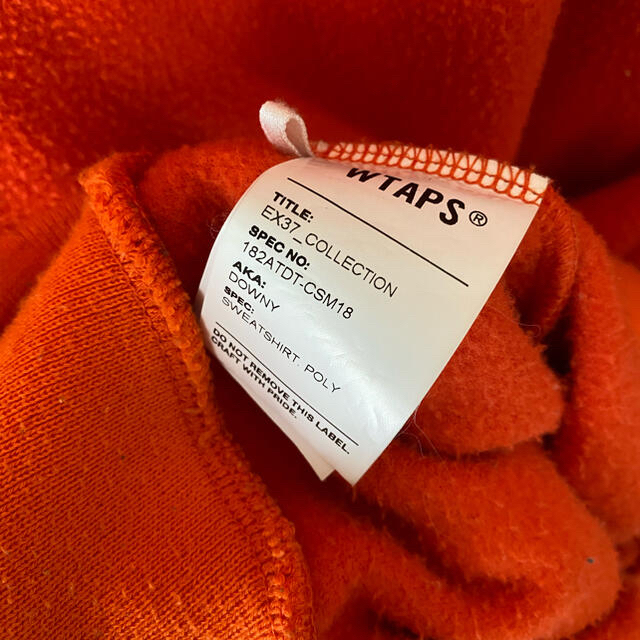 WTAPS®
TITLE:
EX37_COLLECTION
SPEC NO:
182ATDT-CSM18
AKA:
DOWNY
SPEC:
SWEATSHIRT. POLY
DO NOT REMOVE THIS LABEL.
CRAFT WITH PRIDE.